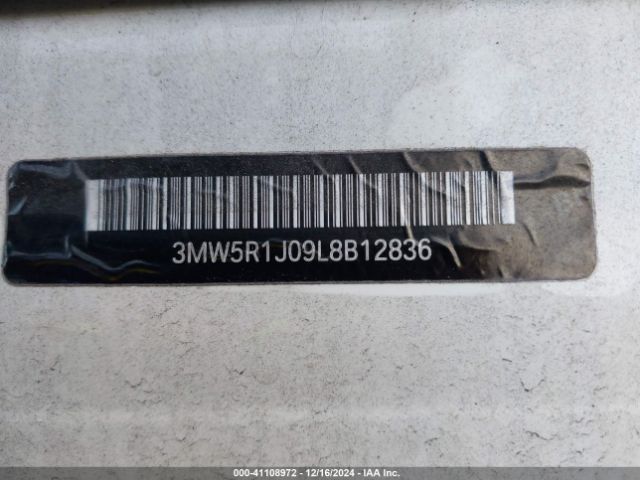 3MW5R1J09L8B12836
000-41108972 — 12/16/2024 — IAA Inc.